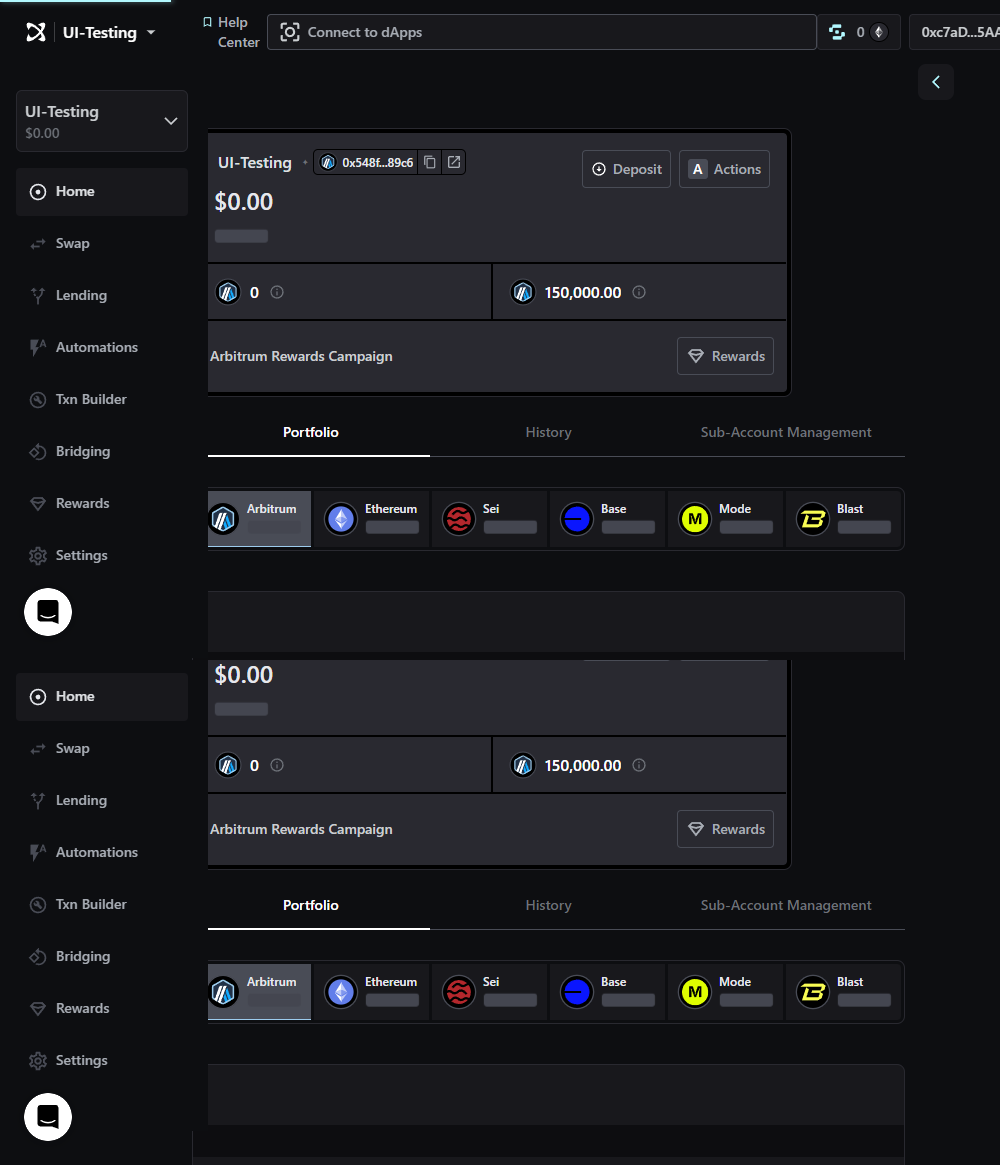 UI-Testing
Help Center
Connect to dApps
0
0xc7aD...5AA
UI-Testing
$0.00
Home
Swap
Lending
Automations
Txn Builder
Bridging
Rewards
Settings
UI-Testing
0x548f...89c6
Deposit
A Actions
$0.00
0
150,000.00
Arbitrum Rewards Campaign
Rewards
Portfolio
History
Sub-Account Management
Arbitrum
Ethereum
Sei
Base
M
Mode
Blast
Home
Swap
Lending
Automations
Txn Builder
Bridging
Rewards
Settings
$0.00
0
150,000.00
Arbitrum Rewards Campaign
Rewards
Portfolio
History
Sub-Account Management
Arbitrum
Ethereum
Sei
Base
M
Mode
Blast